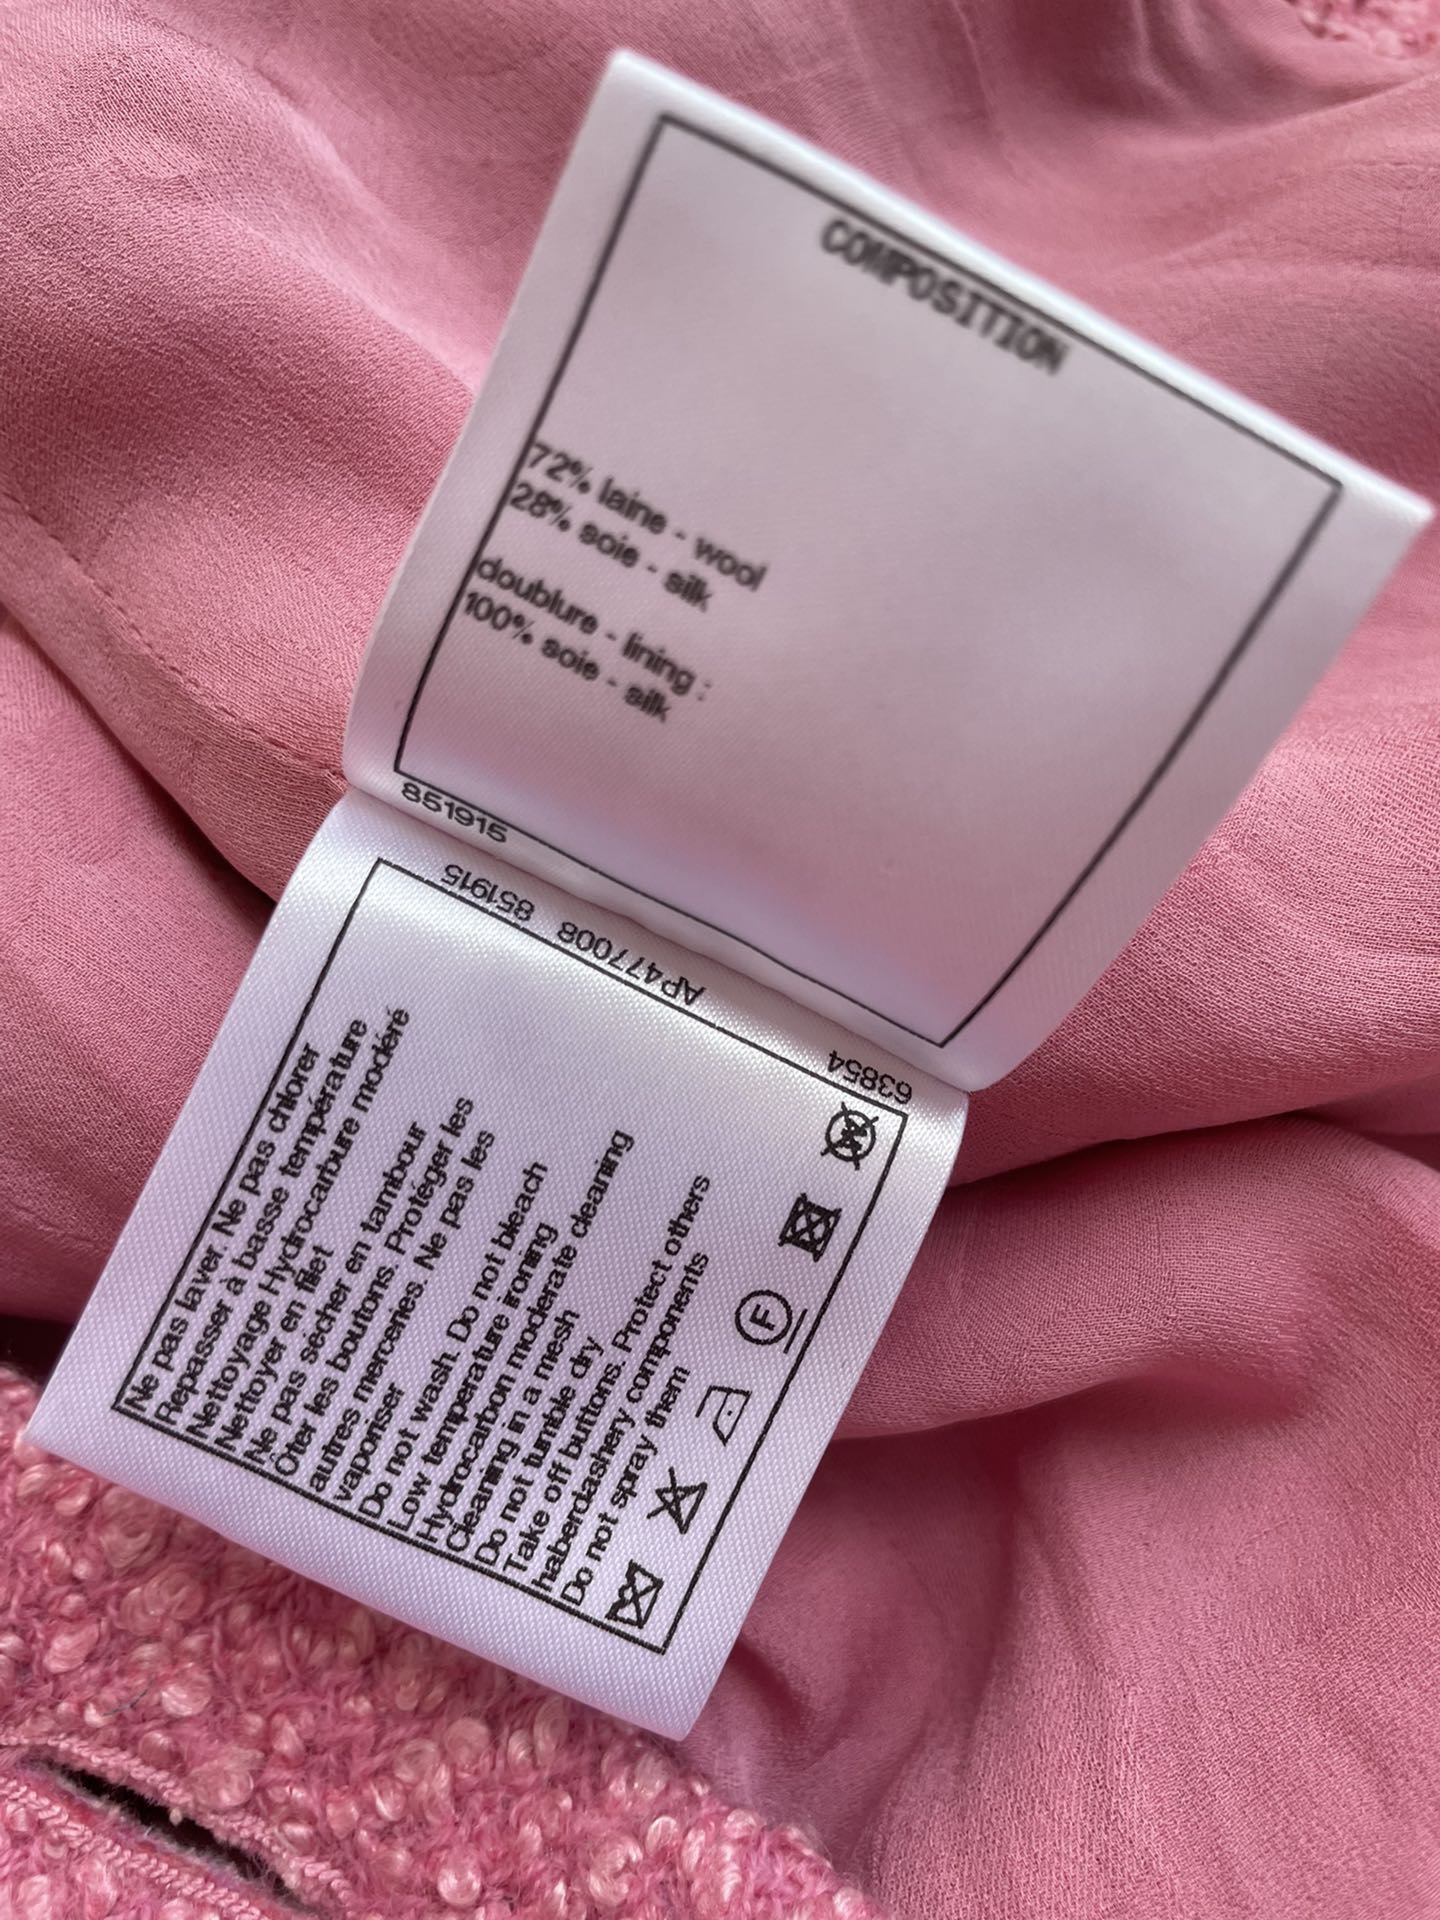 COMPOSITION
72% laine - wool
28% soie - silk
doublure - lining :
100% soie - silk
851915
AP477008 851915
63854
Ne pas laver. Ne pas chlorer
Repasser à basse température
Nettoyage Hydrocarbure modéré
Nettoyer en filet
Ne pas sécher en tambour
Ôter les boutons. Protéger les
autres merceries. Ne pas les
vaporiser
Do not wash. Do not bleach
Low temperature ironing
Hydrocarbon moderate cleaning
Cleaning in a mesh
Do not tumble dry
Take off buttons. Protect others
haberdashery components
Do not spray them
F